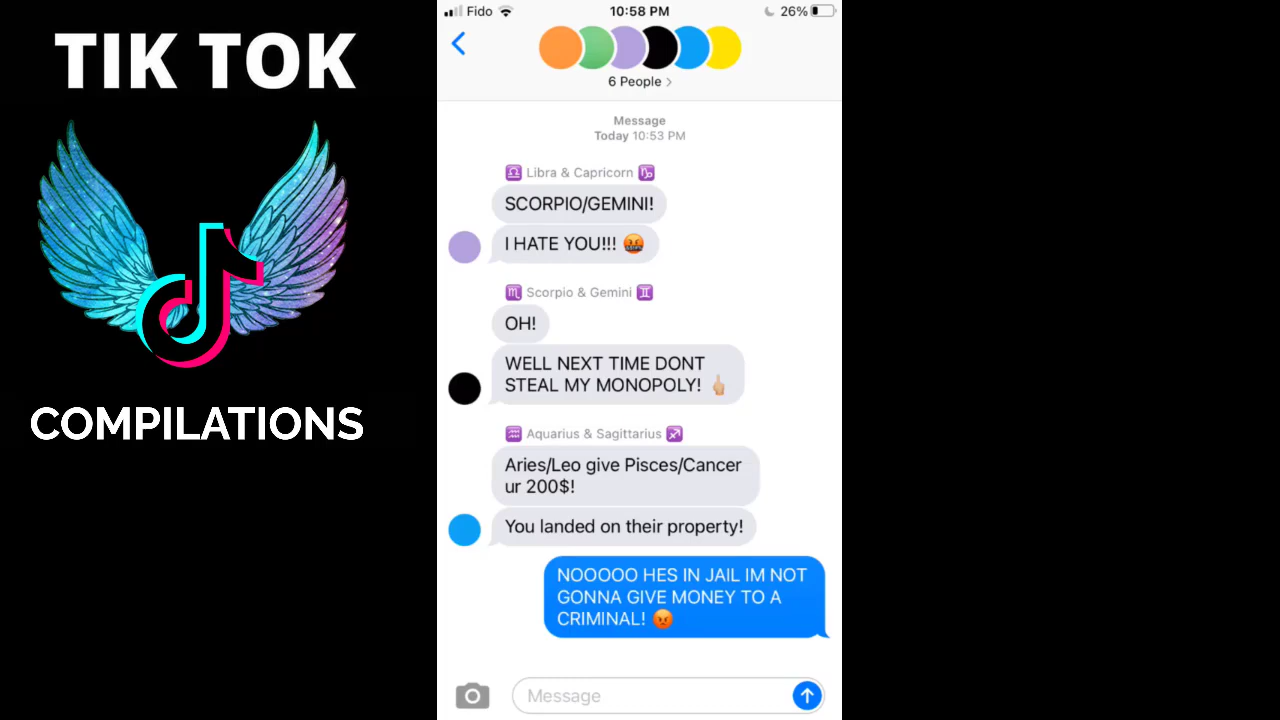 TIK TOK
COMPILATIONS
Fido
10:58 PM
26%
6 People >
Message
Today 10:53 PM
♎ Libra & Capricorn ♑
SCORPIO/GEMINI!
I HATE YOU!!! 🤬
♏ Scorpio & Gemini ♊
OH!
WELL NEXT TIME DONT
STEAL MY MONOPOLY! 🖕🏼
♒ Aquarius & Sagittarius ♐
Aries/Leo give Pisces/Cancer
ur 200$!
You landed on their property!
NOOOOO HES IN JAIL IM NOT
GONNA GIVE MONEY TO A
CRIMINAL! 😡
Message